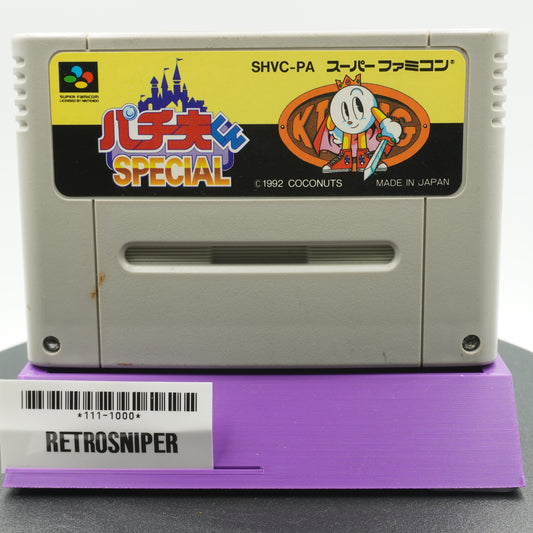 SHVC-PA スーパーファミコン®
SUPER FAMICOM
LICENSED BY NINTENDO
パチ夫くん
SPECIAL
KING
©1992 COCONUTS MADE IN JAPAN
*111-1000*
RETROSNIPER